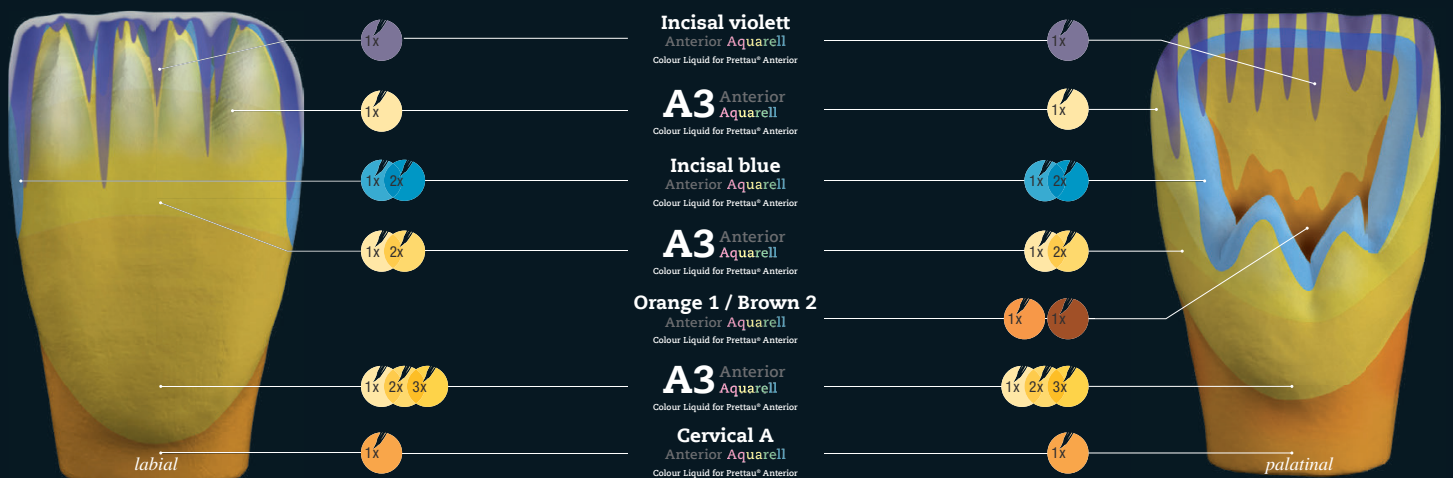 Incisal violett
1x Anterior Aquarell 1x
Colour Liquid for Prettau® Anterior
A3 Anterior
1x Aquarell 1x
Colour Liquid for Prettau® Anterior
Incisal blue
1x 2x Anterior Aquarell 1x 2x
Colour Liquid for Prettau® Anterior
A3 Anterior
1x 2x Aquarell 1x 2x
Colour Liquid for Prettau® Anterior
Orange 1 / Brown 2
Anterior Aquarell 1x 1x
Colour Liquid for Prettau® Anterior
A3 Anterior
1x 2x 3x Aquarell 1x 2x 3x
Colour Liquid for Prettau® Anterior
Cervical A
1x Anterior Aquarell 1x
labial palatinal
Colour Liquid for Prettau® Anterior